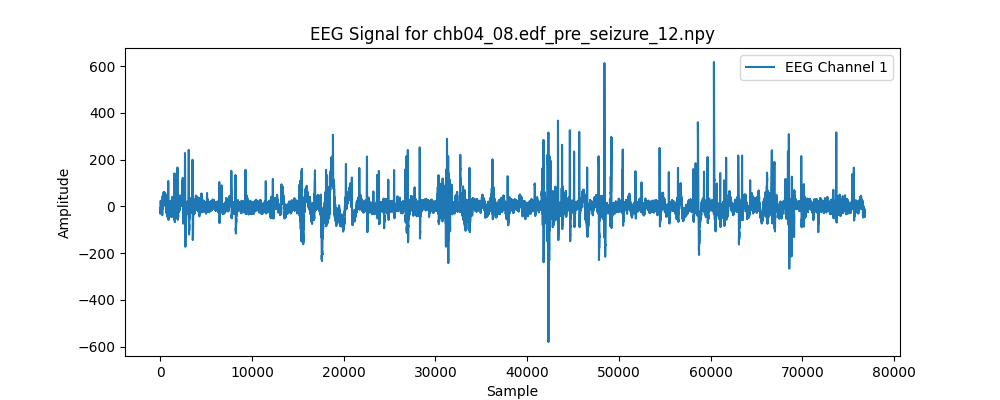 EEG Signal for chb04_08.edf_pre_seizure_12.npy
EEG Channel 1
600
400
200
0
−200
−400
−600
Amplitude
0 10000 20000 30000 40000 50000 60000 70000 80000
Sample